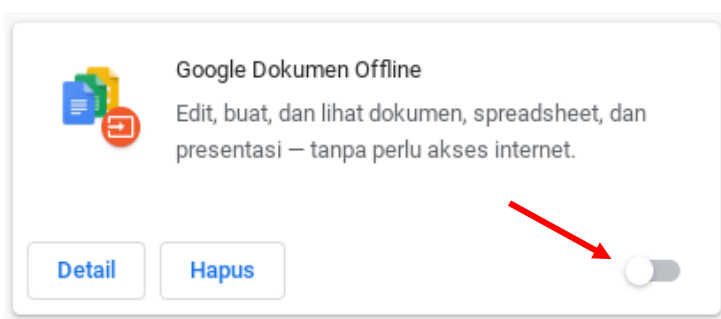 Google Dokumen Offline
Edit, buat, dan lihat dokumen, spreadsheet, dan
presentasi — tanpa perlu akses internet.
Detail
Hapus